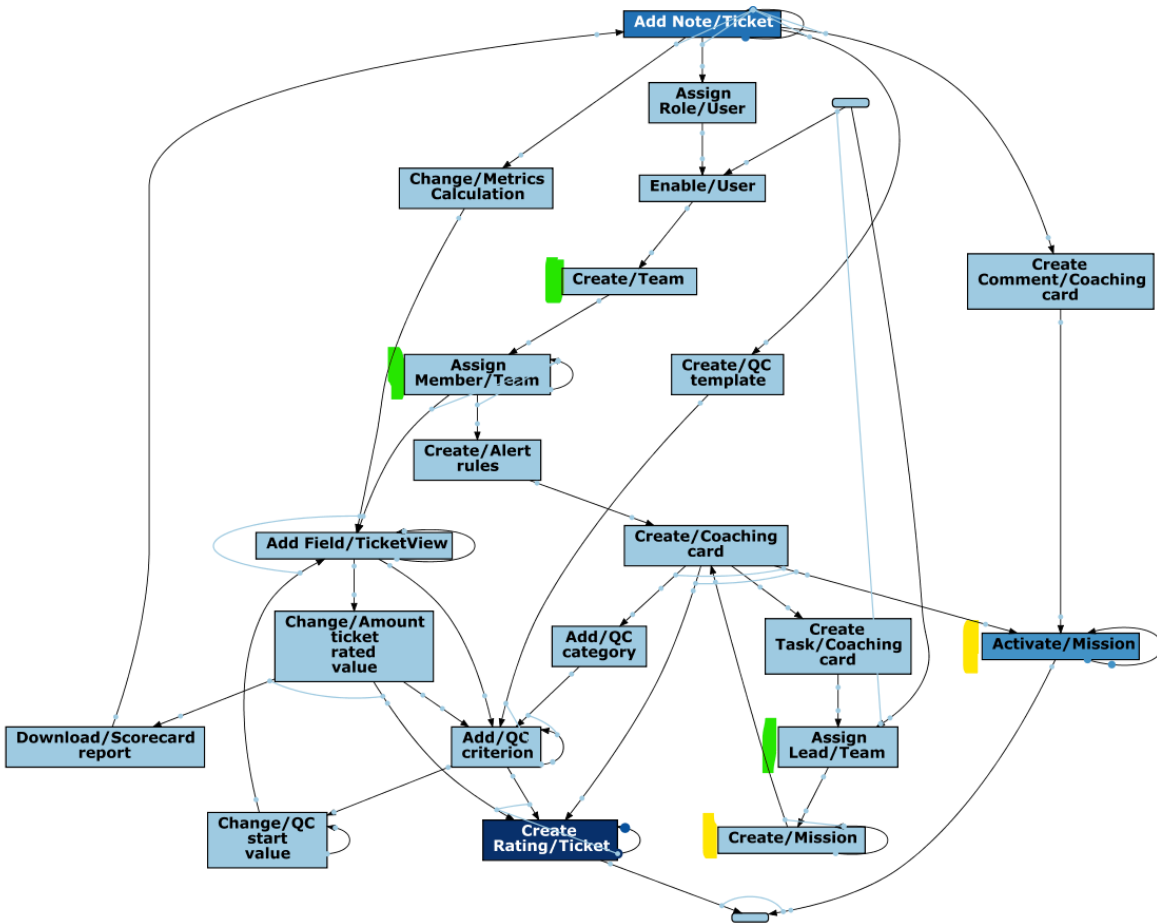 Add Note/Ticket
Assign
Role/User
Change/Metrics
Calculation
Enable/User
Create/Team
Create
Comment/Coaching
card
Assign
Member/Team
Create/QC
template
Create/Alert
rules
Add Field/TicketView
Create/Coaching
card
Change/Amount
ticket
rated
value
Add/QC
category
Create
Task/Coaching
card
Activate/Mission
Download/Scorecard
report
Add/QC
criterion
Assign
Lead/Team
Change/QC
start
value
Create
Rating/Ticket
Create/Mission